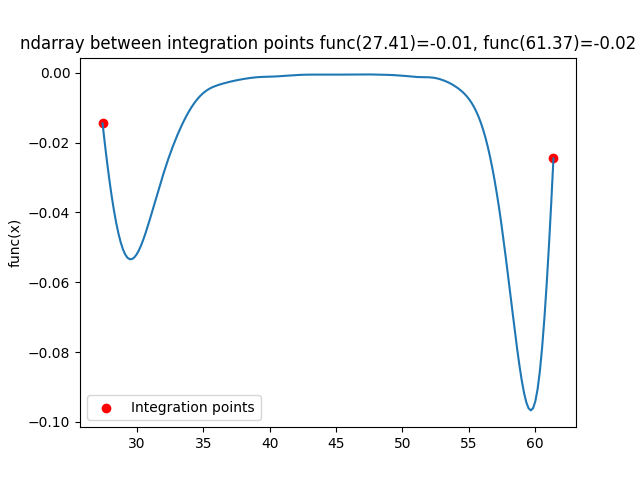 ndarray between integration points func(27.41)=-0.01, func(61.37)=-0.02
0.00
−0.02
−0.04
−0.06
−0.08
−0.10
func(x)
Integration points
30 35 40 45 50 55 60